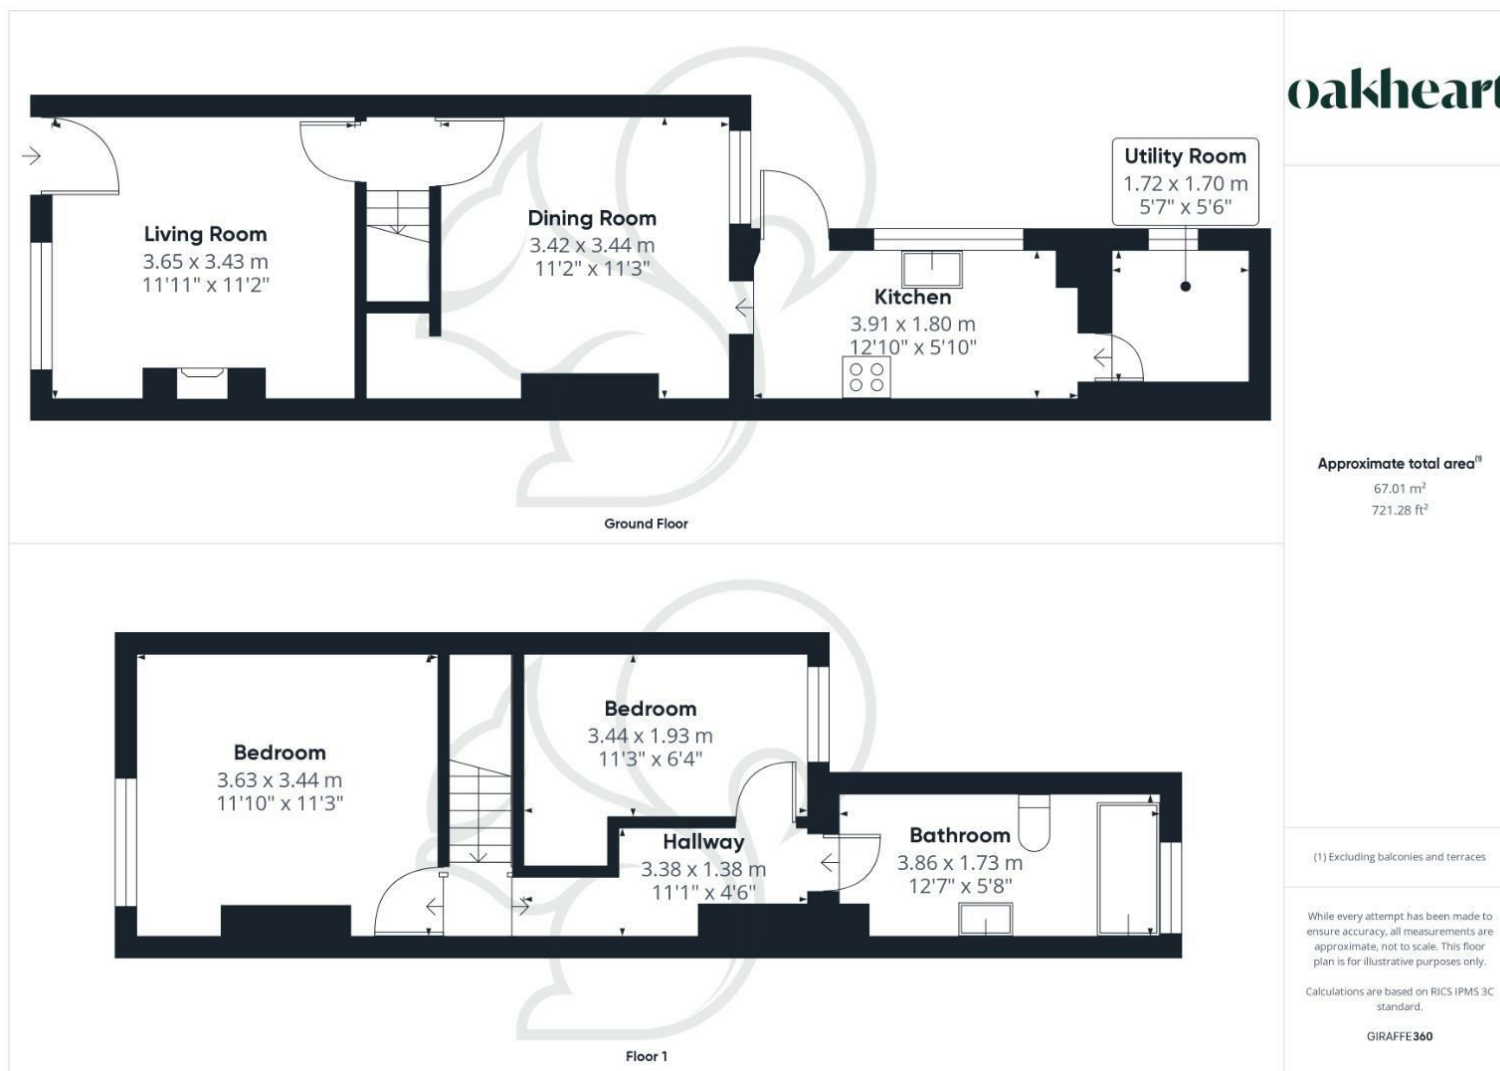 oakheart
Utility Room
1.72 x 1.70 m
5'7" x 5'6"
Living Room
3.65 x 3.43 m
11'11" x 11'2"
Dining Room
3.42 x 3.44 m
11'2" x 11'3"
Kitchen
3.91 x 1.80 m
12'10" x 5'10"
Ground Floor
Approximate total area(1)
67.01 m²
721.28 ft²
Bedroom
3.63 x 3.44 m
11'10" x 11'3"
Bedroom
3.44 x 1.93 m
11'3" x 6'4"
Hallway
3.38 x 1.38 m
11'1" x 4'6"
Bathroom
3.86 x 1.73 m
12'7" x 5'8"
Floor 1
(1) Excluding balconies and terraces
While every attempt has been made to
ensure accuracy, all measurements are
approximate, not to scale. This floor
plan is for illustrative purposes only.
Calculations are based on RICS IPMS 3C
standard.
GIRAFFE360